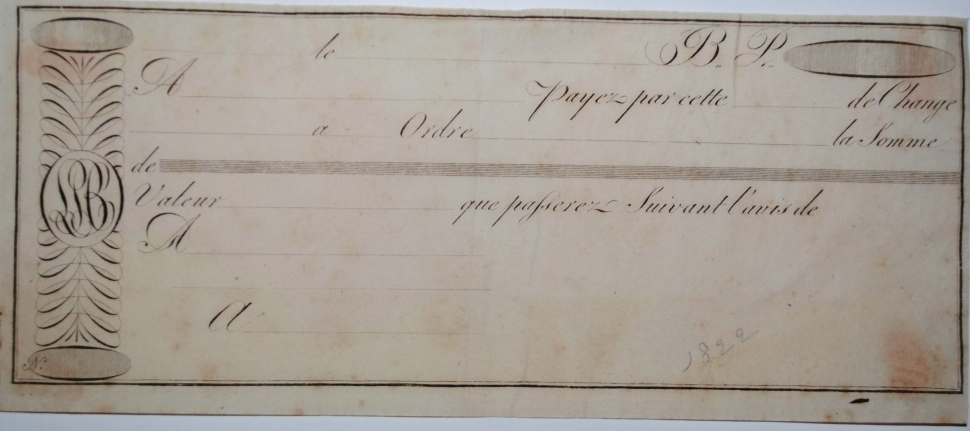 le B. P.
A Payez par cette de Change
a Ordre la Somme
de
Valeur que passerez Suivant l'avis de
A
a
1822
N.